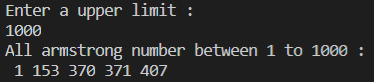 Enter a upper limit :
1000
All armstrong number between 1 to 1000 :
 1 153 370 371 407